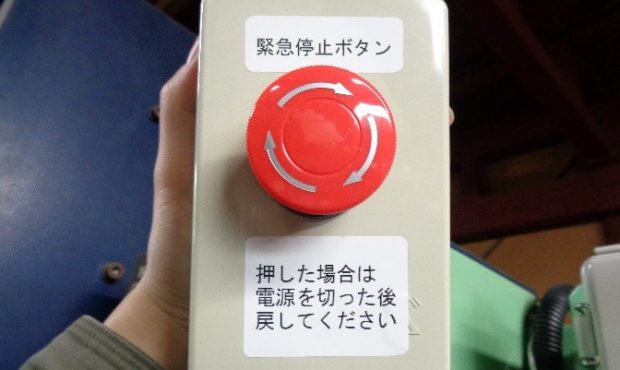 緊急停止ボタン
押した場合は
電源を切った後
戻してください